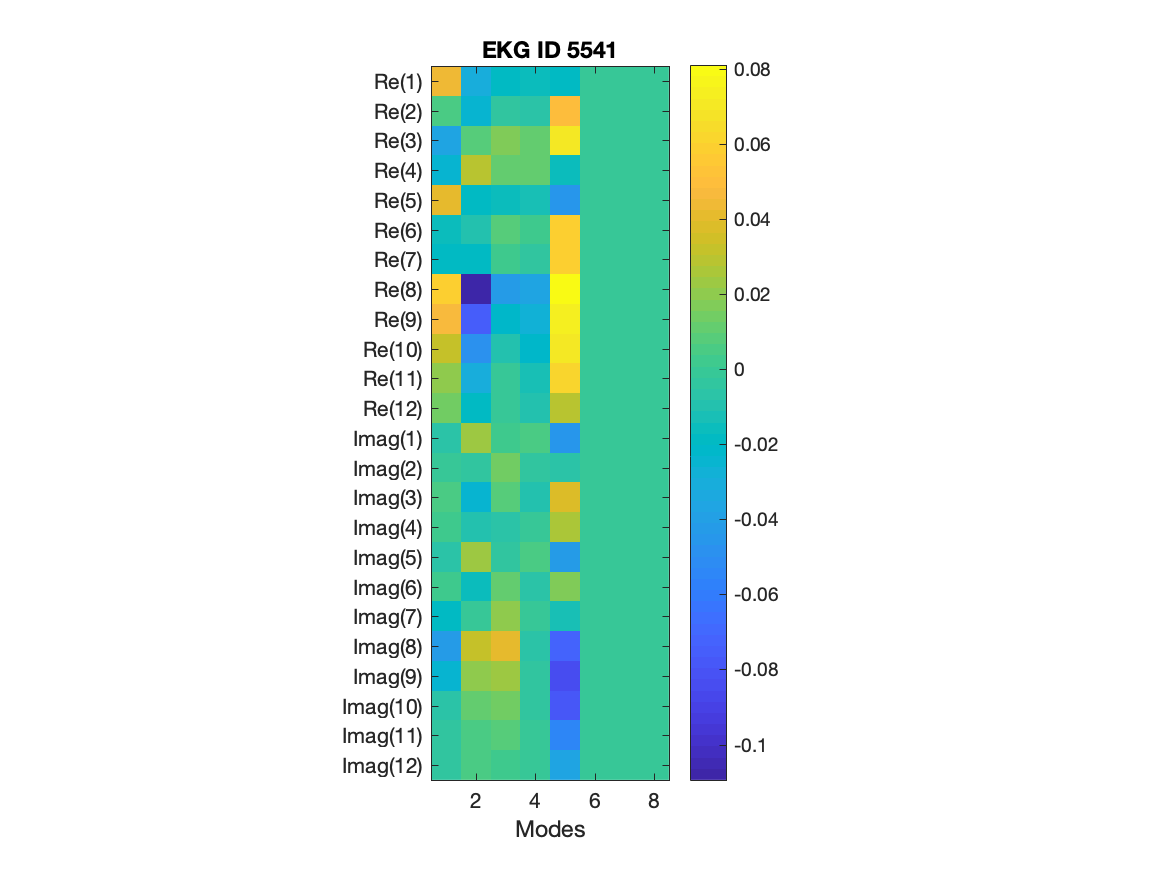 EKG ID 5541
Re(1)
Re(2)
Re(3)
Re(4)
Re(5)
Re(6)
Re(7)
Re(8)
Re(9)
Re(10)
Re(11)
Re(12)
Imag(1)
Imag(2)
Imag(3)
Imag(4)
Imag(5)
Imag(6)
Imag(7)
Imag(8)
Imag(9)
Imag(10)
Imag(11)
Imag(12)
2 4 6 8
Modes
0.08
0.06
0.04
0.02
0
-0.02
-0.04
-0.06
-0.08
-0.1